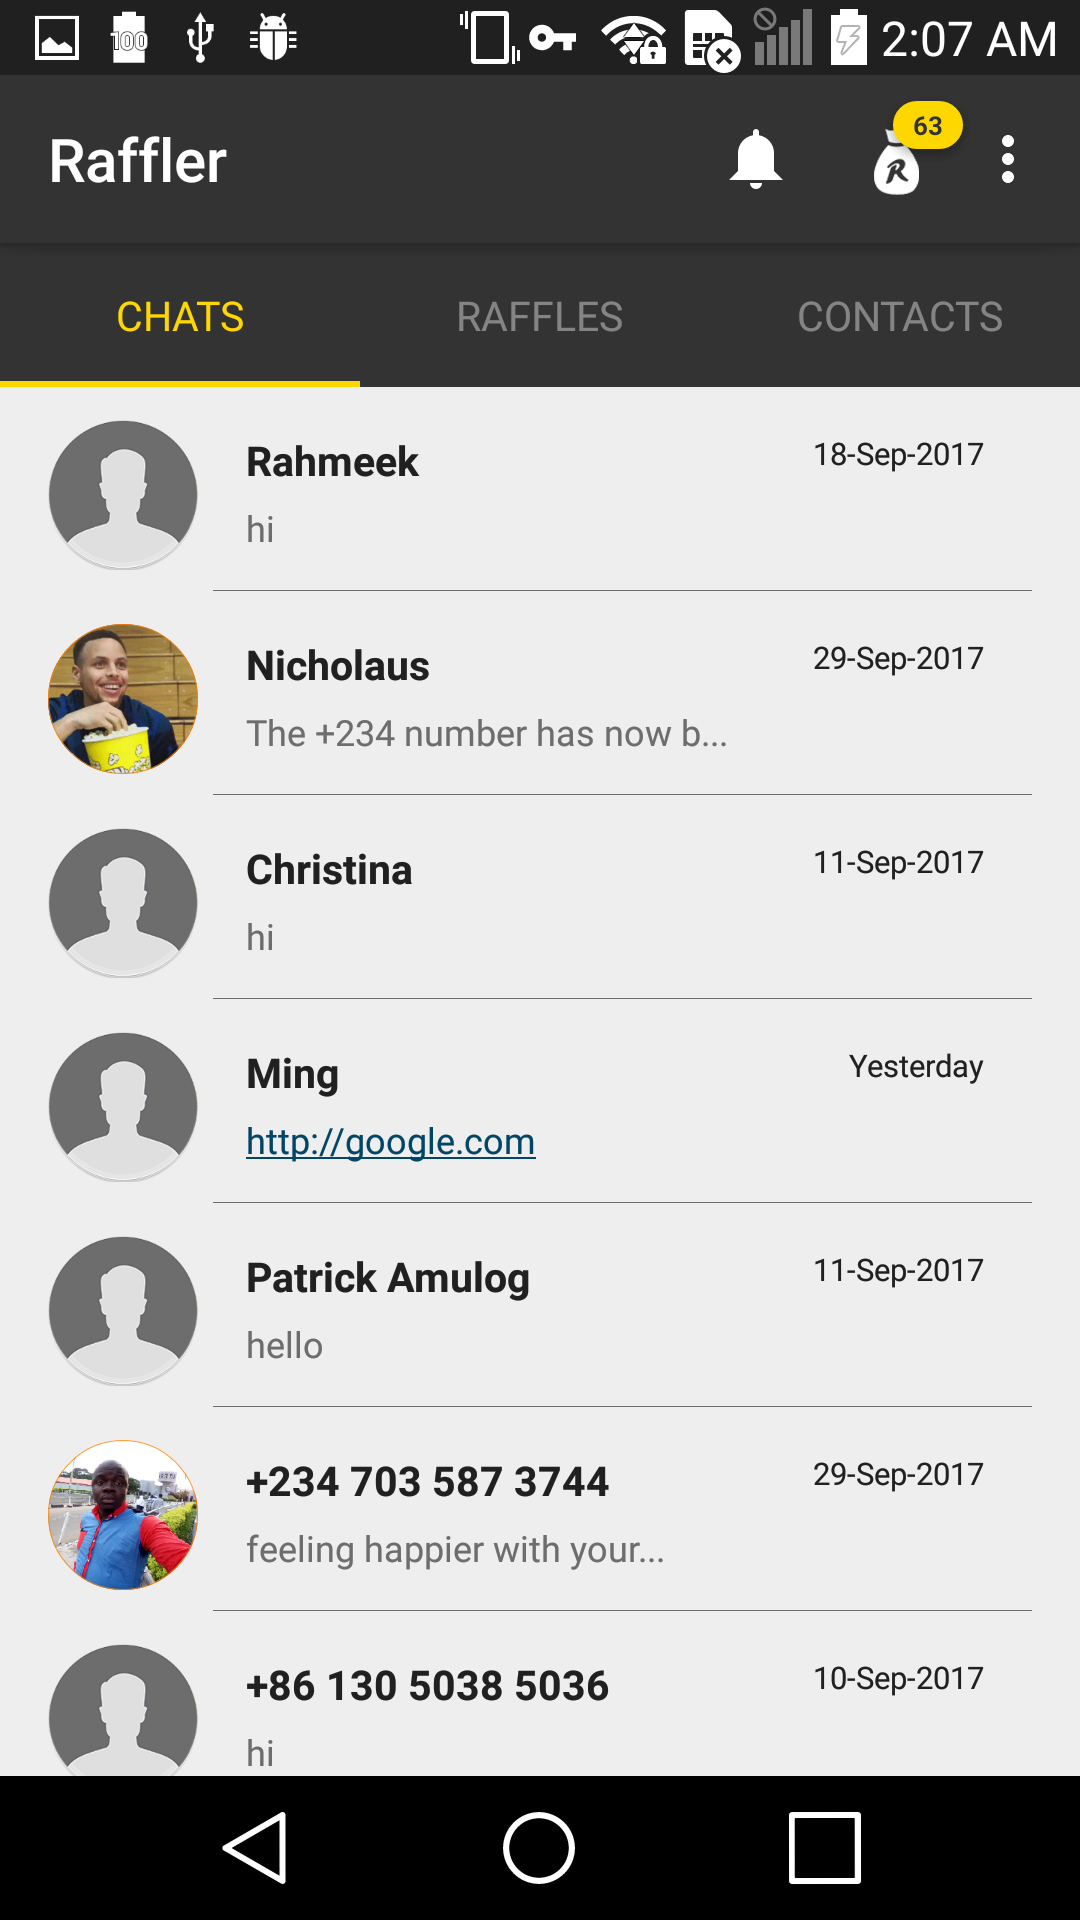 100
2:07 AM
Raffler
R
63
CHATS
RAFFLES
CONTACTS
Rahmeek
18-Sep-2017
hi
Nicholaus
29-Sep-2017
The +234 number has now b...
Christina
11-Sep-2017
hi
Ming
Yesterday
http://google.com
Patrick Amulog
11-Sep-2017
hello
+234 703 587 3744
29-Sep-2017
feeling happier with your...
+86 130 5038 5036
10-Sep-2017
hi